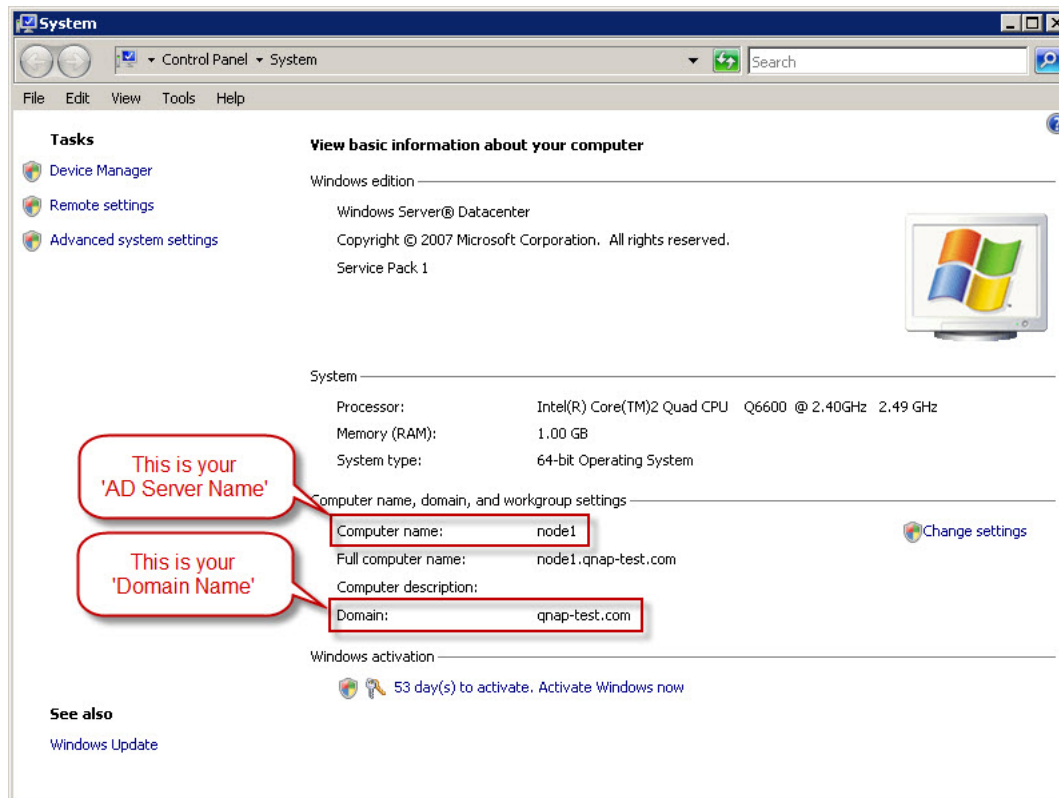 System
Control Panel System
Search
File Edit View Tools Help
Tasks
Device Manager
Remote settings
Advanced system settings
View basic information about your computer
Windows edition
Windows Server® Datacenter
Copyright © 2007 Microsoft Corporation. All rights reserved.
Service Pack 1
System
Processor: Intel(R) Core(TM)2 Quad CPU Q6600 @ 2.40GHz 2.49 GHz
Memory (RAM): 1.00 GB
System type: 64-bit Operating System
This is your
'AD Server Name'
Computer name, domain, and workgroup settings
Computer name: node1
Change settings
Full computer name: node1.qnap-test.com
Computer description:
This is your
'Domain Name'
Domain: qnap-test.com
Windows activation
53 day(s) to activate. Activate Windows now
See also
Windows Update